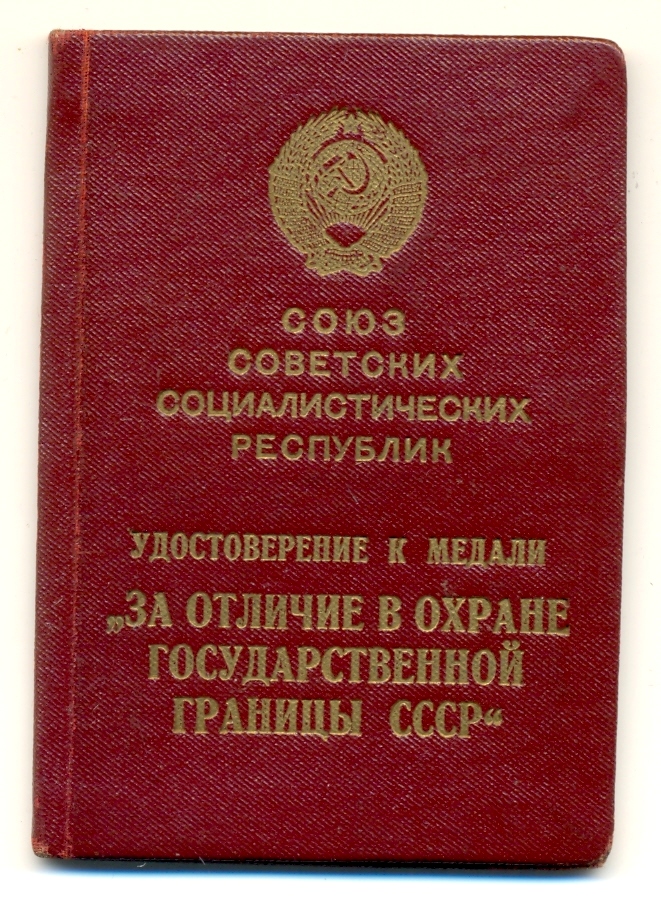 СОЮЗ
СОВЕТСКИХ
СОЦИАЛИСТИЧЕСКИХ
РЕСПУБЛИК
УДОСТОВЕРЕНИЕ К МЕДАЛИ
„ЗА ОТЛИЧИЕ В ОХРАНЕ
ГОСУДАРСТВЕННОЙ
ГРАНИЦЫ СССР“